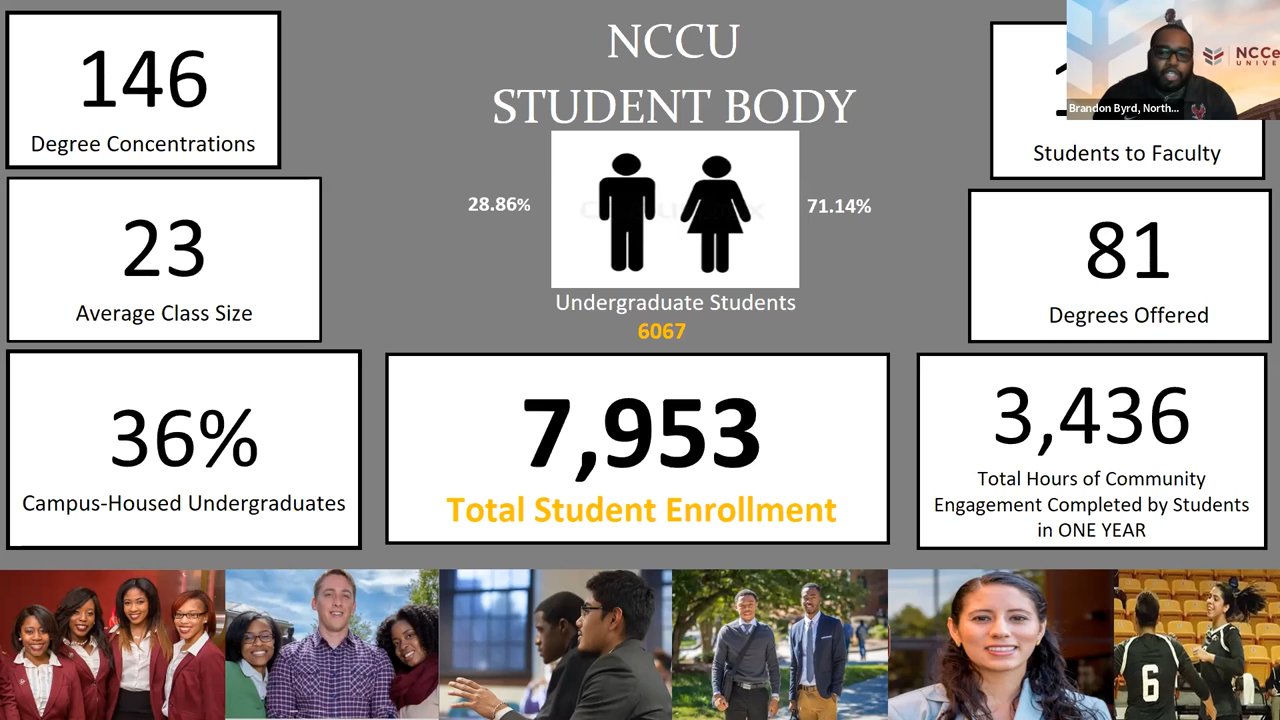 NCCU
STUDENT BODY
146
Degree Concentrations
23
Average Class Size
36%
Campus-Housed Undergraduates
28.86%
71.14%
Undergraduate Students
6067
7,953
Total Student Enrollment
Students to Faculty
81
Degrees Offered
3,436
Total Hours of Community
Engagement Completed by Students
in ONE YEAR
NCCe
UNIVE
Brandon Byrd, North...
6